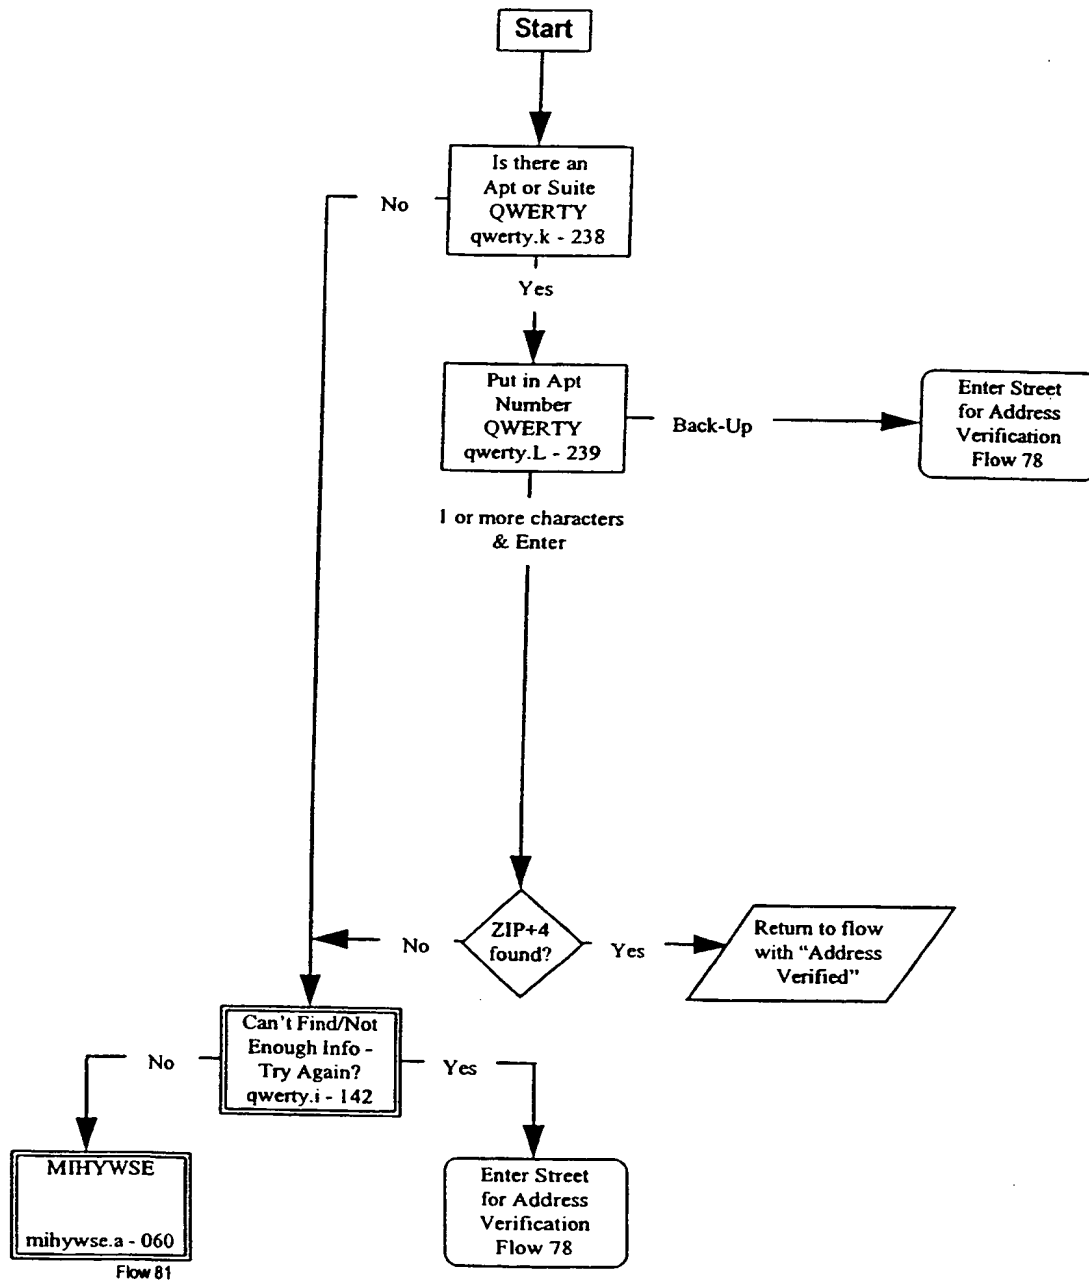 Start
Is there an
Apt or Suite
QWERTY
qwerty.k - 238
No
Yes
Put in Apt
Number
QWERTY
qwerty.L - 239
Back-Up
Enter Street
for Address
Verification
Flow 78
1 or more characters
& Enter
ZIP+4
found?
No
Yes
Return to flow
with “Address
Verified”
Can't Find/Not
Enough Info -
Try Again?
qwerty.i - 142
No
Yes
MIHYWSE
mihywse.a - 060
Flow 81
Enter Street
for Address
Verification
Flow 78